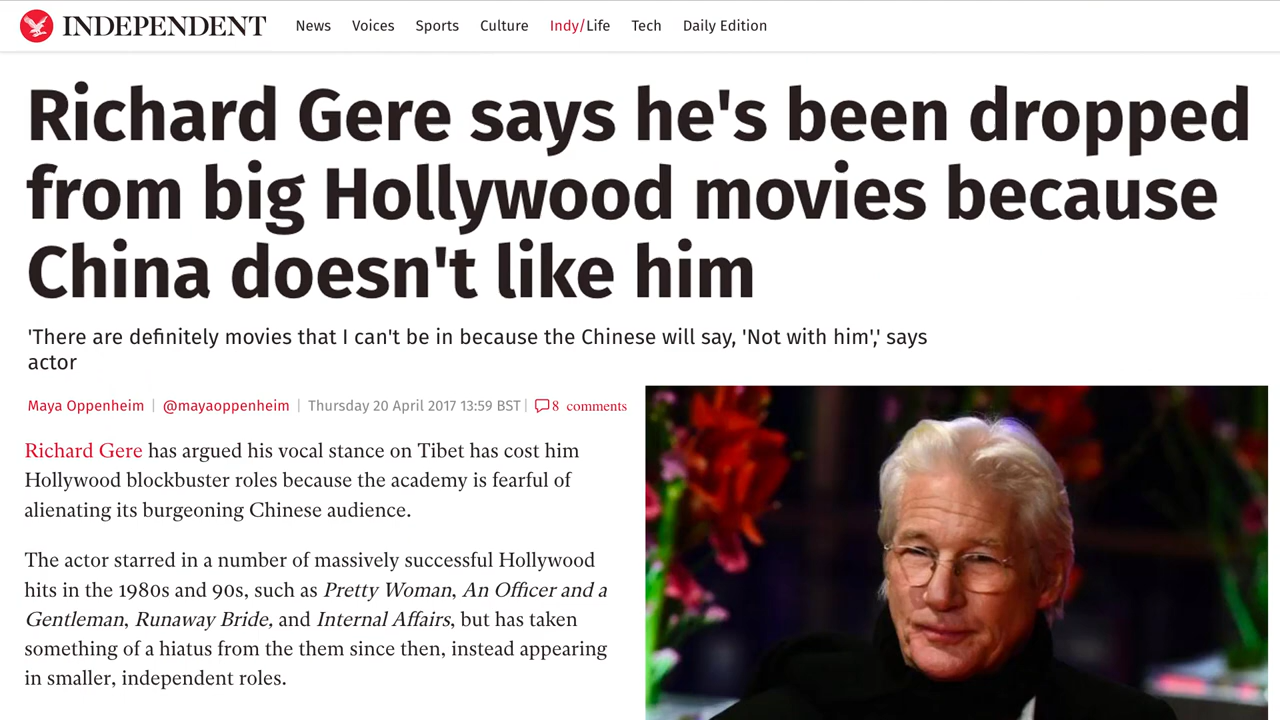 INDEPENDENT News Voices Sports Culture Indy/Life Tech Daily Edition
Richard Gere says he's been dropped
from big Hollywood movies because
China doesn't like him
'There are definitely movies that I can't be in because the Chinese will say, 'Not with him',' says
actor
Maya Oppenheim | @mayaoppenheim | Thursday 20 April 2017 13:59 BST | 8 comments
Richard Gere has argued his vocal stance on Tibet has cost him
Hollywood blockbuster roles because the academy is fearful of
alienating its burgeoning Chinese audience.
The actor starred in a number of massively successful Hollywood
hits in the 1980s and 90s, such as Pretty Woman, An Officer and a
Gentleman, Runaway Bride, and Internal Affairs, but has taken
something of a hiatus from the them since then, instead appearing
in smaller, independent roles.